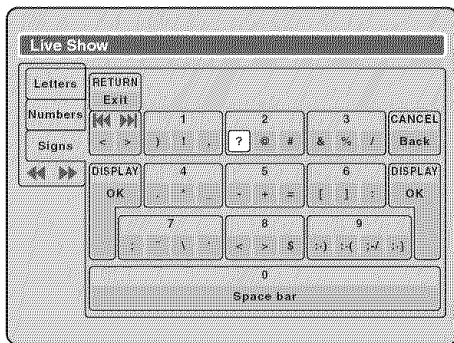 Live Show
Letters
RETURN
Exit
Numbers
1
2
3
CANCEL
< >
) ! ,
? @ #
& % /
Back
Signs
DISPLAY
4
5
6
DISPLAY
OK
- + =
[ ] :
OK
7
8
9
< > $
:-) :-( ;-/ :-}
0
Space bar